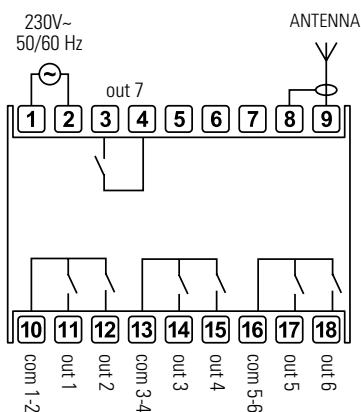 230V~
50/60 Hz
ANTENNA
~
out 7
1 2 3 4 5 6 7 8 9
10 11 12 13 14 15 16 17 18
com 1-2
out 1
out 2
com 3-4
out 3
out 4
com 5-6
out 5
out 6